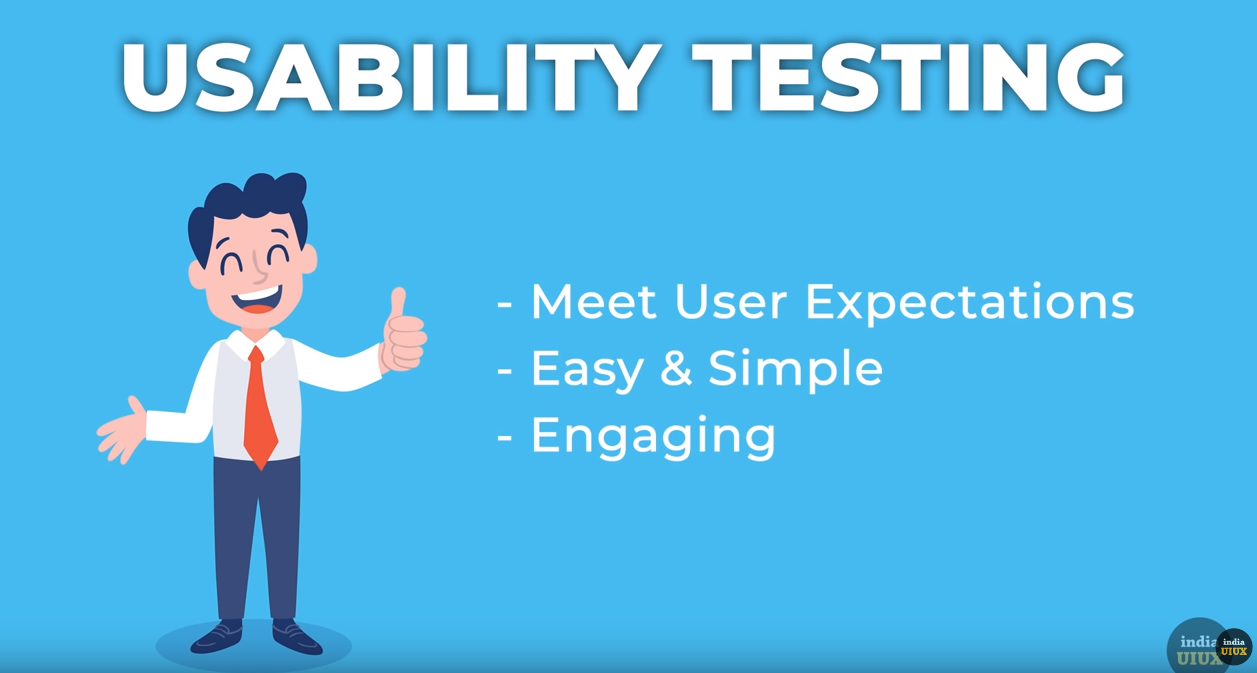 USABILITY TESTING
- Meet User Expectations
- Easy & Simple
- Engaging
india
UIUX
india
UIUX